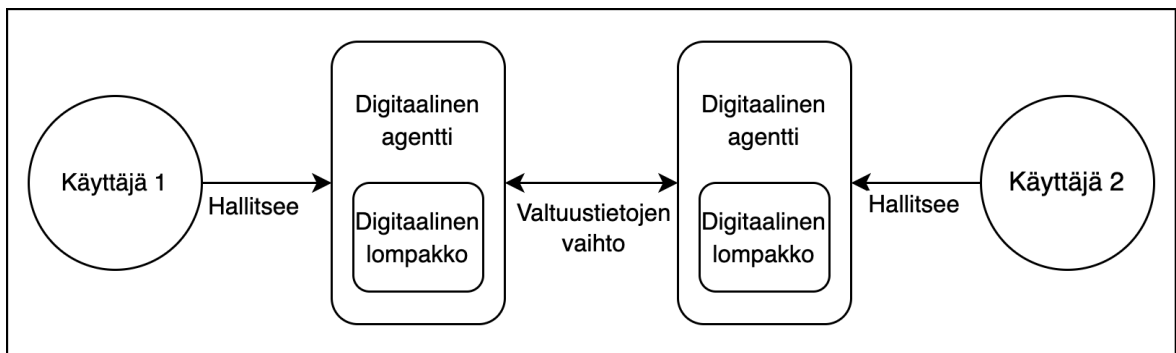 Käyttäjä 1
Hallitsee
Digitaalinen
agentti
Digitaalinen
lompakko
Valtuustietojen
vaihto
Digitaalinen
agentti
Digitaalinen
lompakko
Hallitsee
Käyttäjä 2